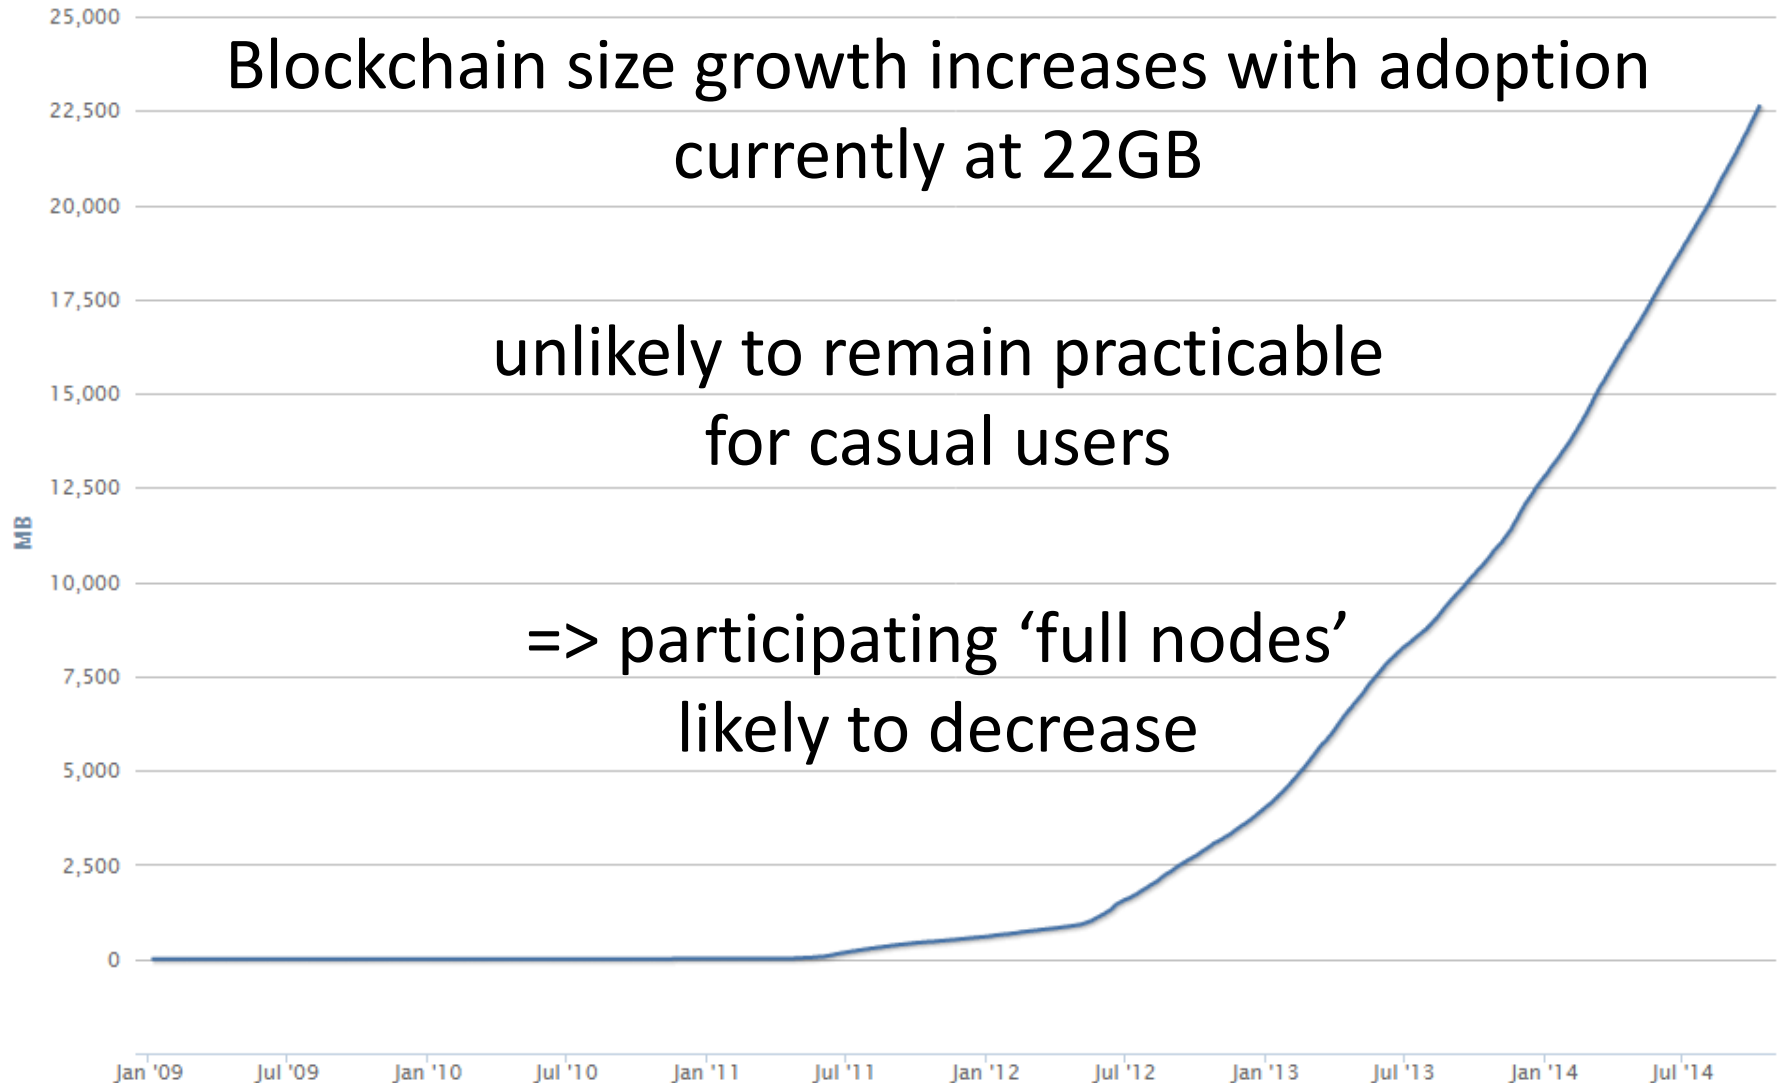 25,000
Blockchain size growth increases with adoption
22,500
currently at 22GB
20,000
17,500
unlikely to remain practicable
15,000
for casual users
12,500
MB
10,000
=> participating ‘full nodes’
7,500
likely to decrease
5,000
2,500
0
Jan '09 Jul '09 Jan '10 Jul '10 Jan '11 Jul '11 Jan '12 Jul '12 Jan '13 Jul '13 Jan '14 Jul '14